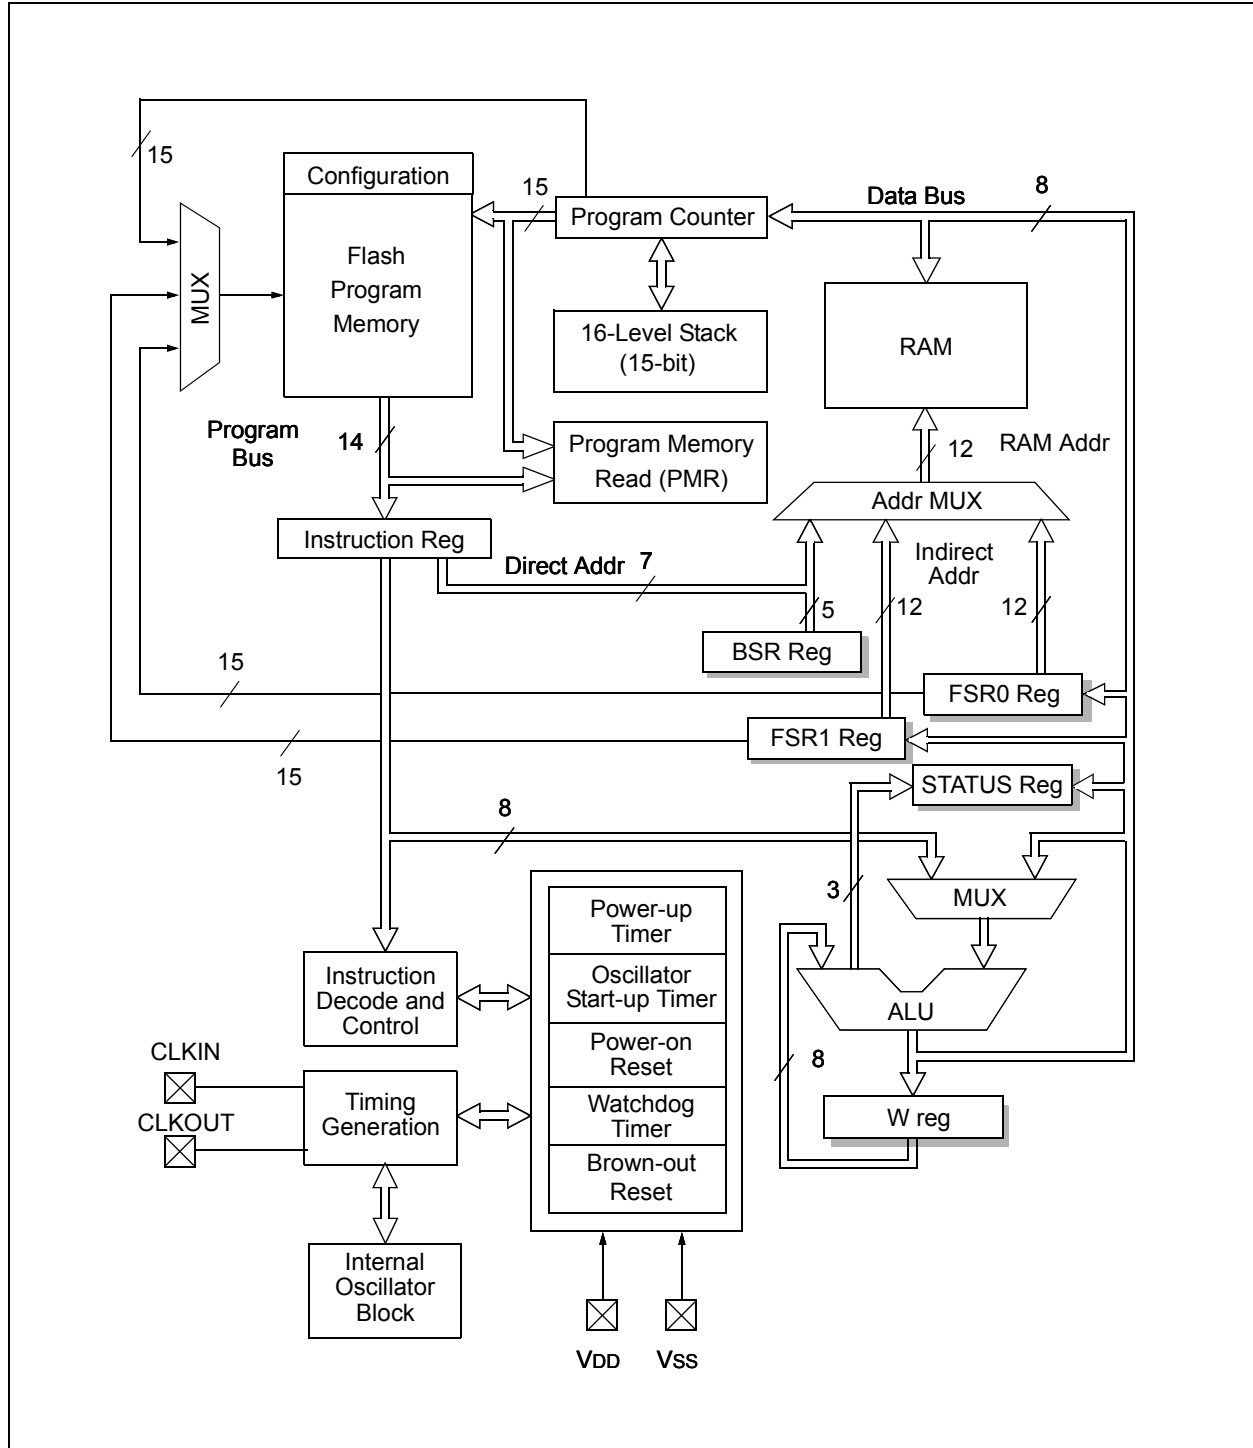 15
Configuration
15
Program Counter
Data Bus
8
Flash
Program
Memory
MUX
16-Level Stack
(15-bit)
RAM
Program
Bus
14
Program Memory
Read (PMR)
12
RAM Addr
Addr MUX
Instruction Reg
Direct Addr
7
Indirect
Addr
5
12
12
BSR Reg
15
FSR0 Reg
FSR1 Reg
15
STATUS Reg
8
3
MUX
Power-up
Timer
Oscillator
Start-up Timer
Power-on
Reset
Watchdog
Timer
Brown-out
Reset
Instruction
Decode and
Control
ALU
8
CLKIN
CLKOUT
Timing
Generation
W reg
Internal
Oscillator
Block
VDD
VSS